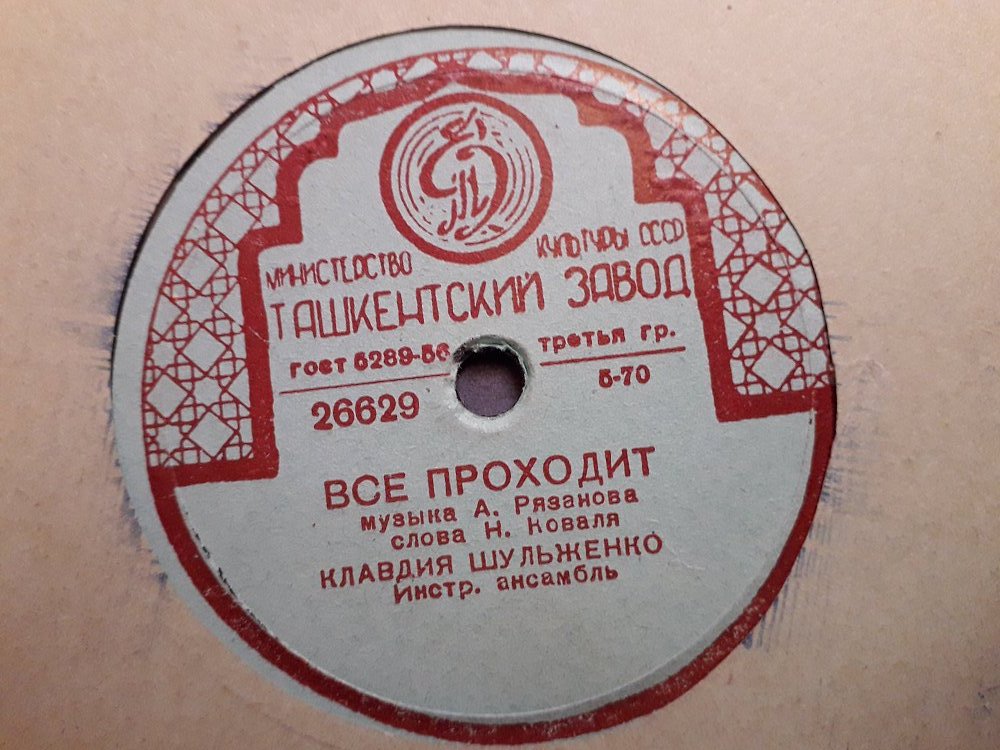 МИНИСТЕРСТВО КУЛЬТУРЫ СССР
ТАШКЕНТСКИЙ ЗАВОД
гост 5289-56 третья гр.
26629 5-70
ВСЕ ПРОХОДИТ
музыка А. Рязанова
слова Н. Коваля
КЛАВДИЯ ШУЛЬЖЕНКО
Инстр. ансамбль